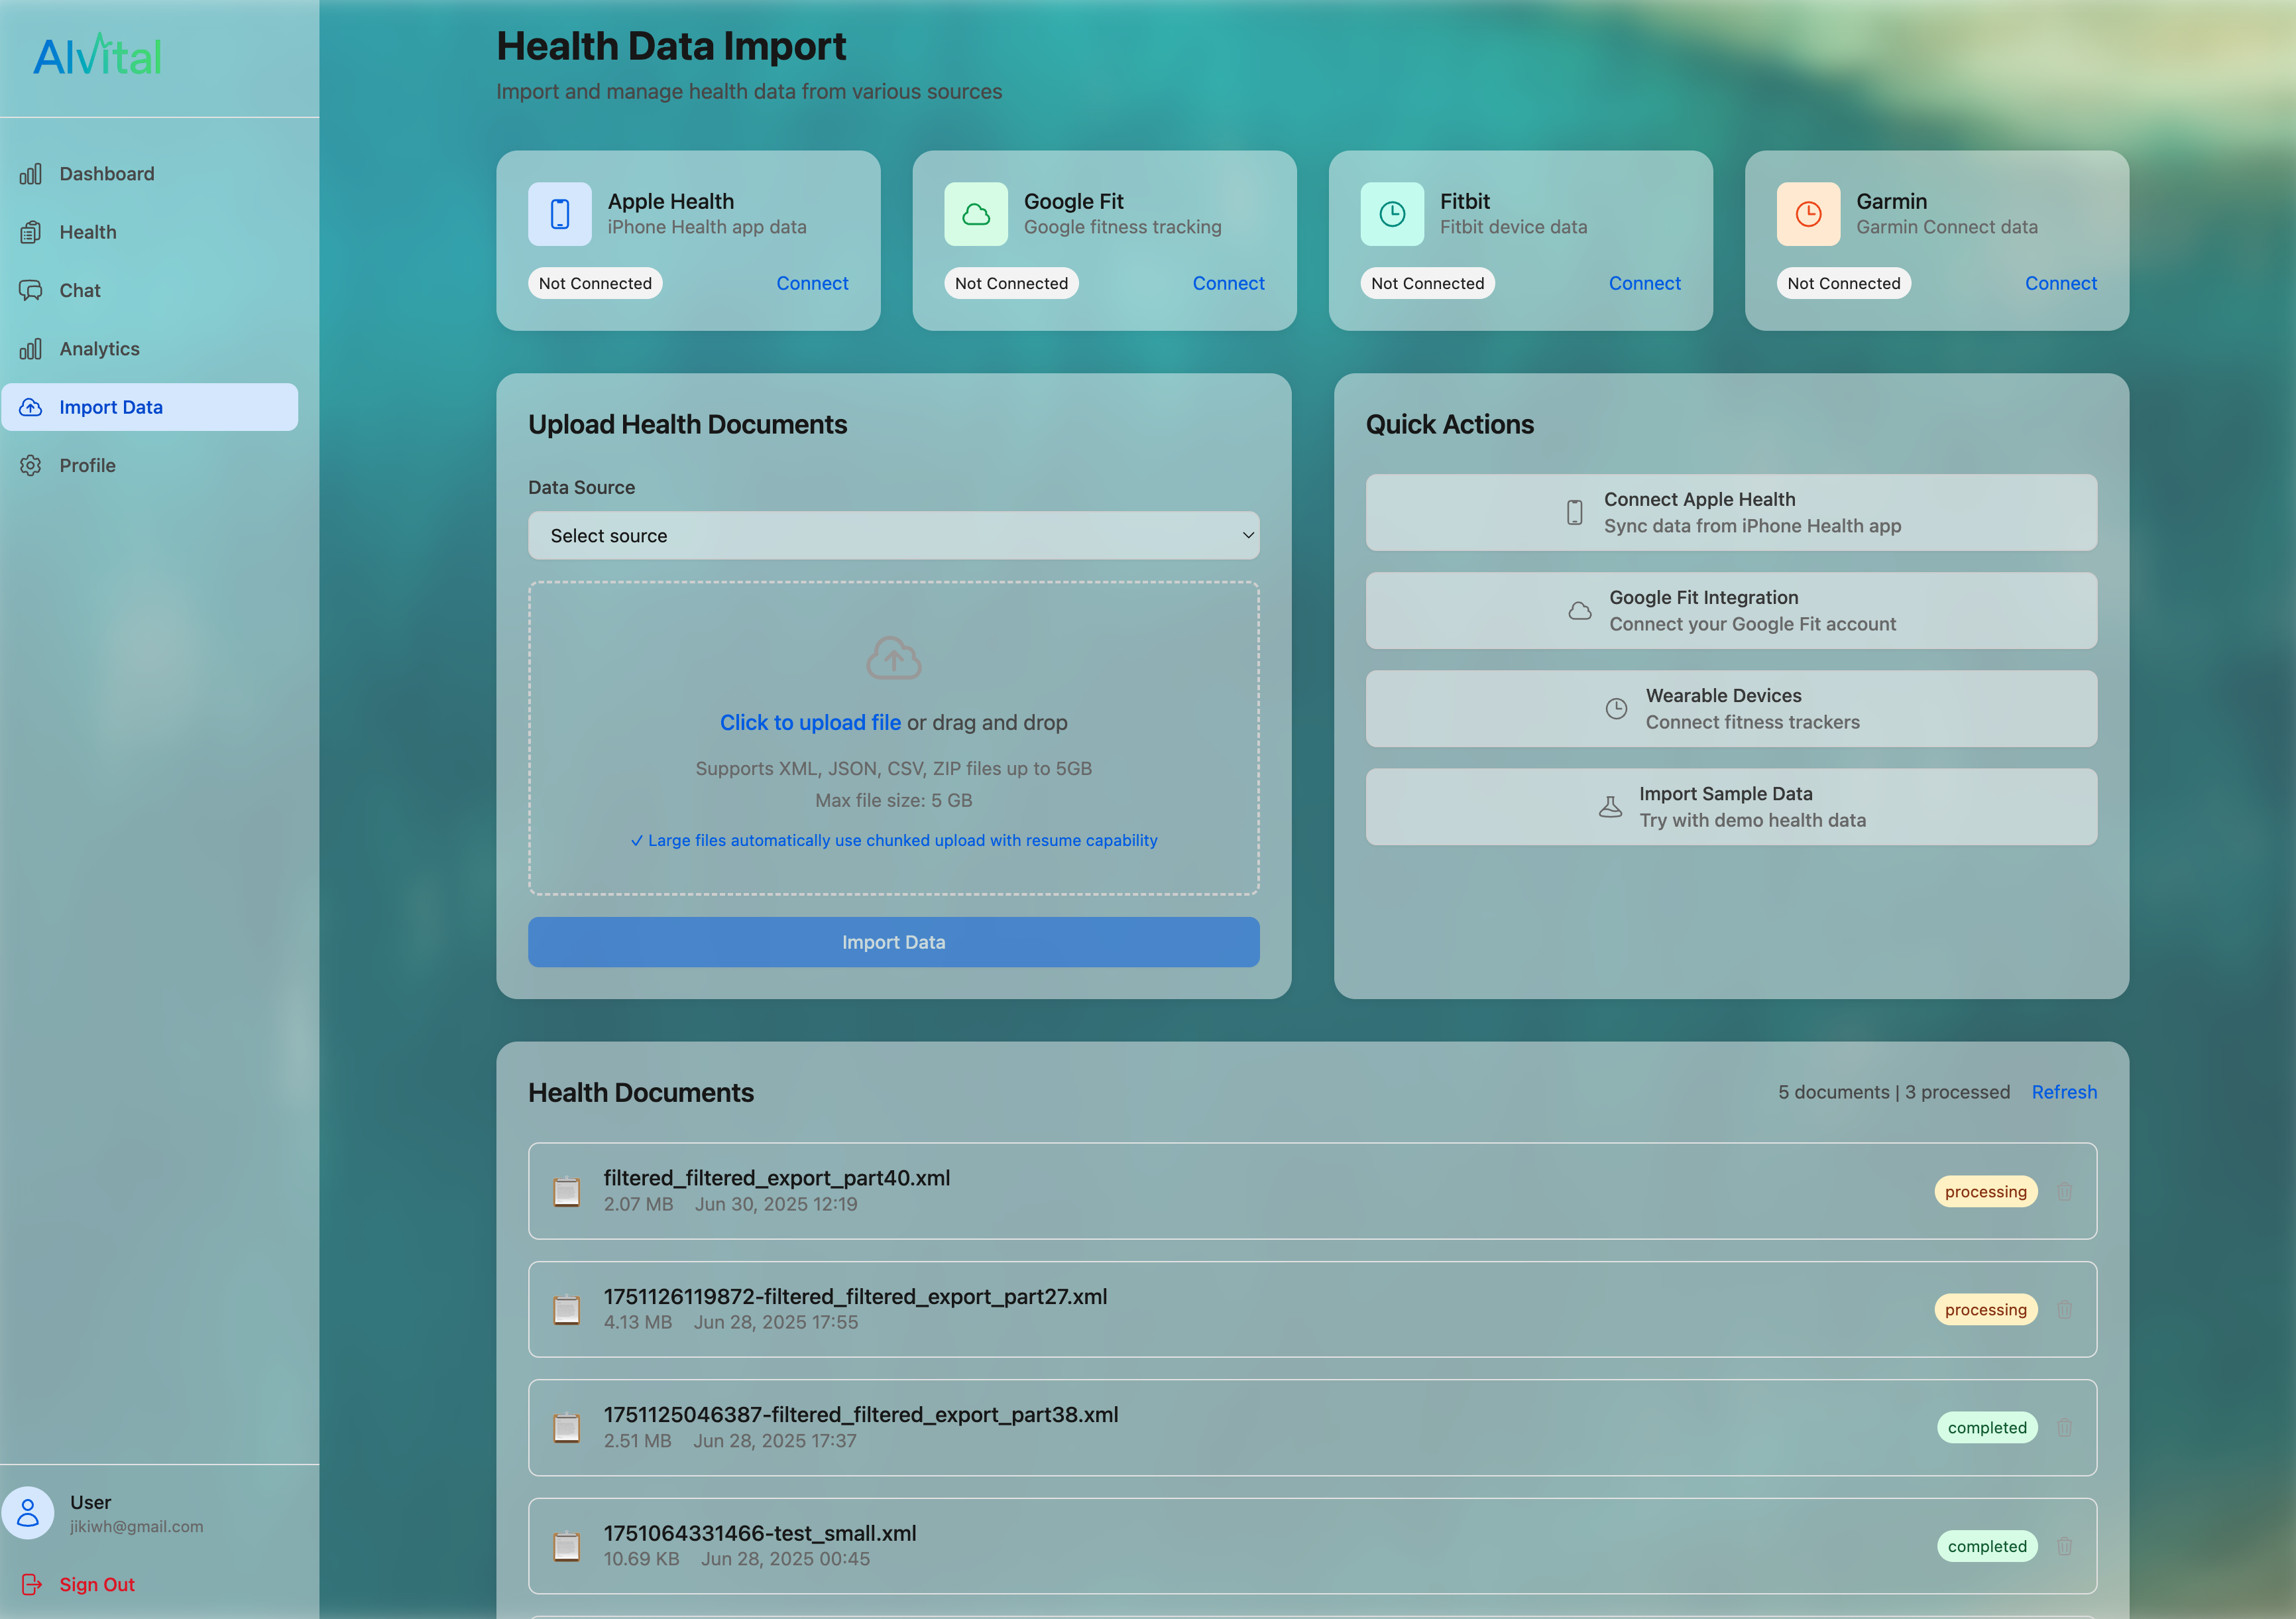 AIVital
Dashboard
Health
Chat
Analytics
Import Data
Profile
User
jikiwh@gmail.com
Sign Out
Health Data Import
Import and manage health data from various sources
Apple Health
iPhone Health app data
Not Connected
Connect
Google Fit
Google fitness tracking
Not Connected
Connect
Fitbit
Fitbit device data
Not Connected
Connect
Garmin
Garmin Connect data
Not Connected
Connect
Upload Health Documents
Data Source
Select source
Click to upload file or drag and drop
Supports XML, JSON, CSV, ZIP files up to 5GB
Max file size: 5 GB
✓ Large files automatically use chunked upload with resume capability
Import Data
Quick Actions
Connect Apple Health
Sync data from iPhone Health app
Google Fit Integration
Connect your Google Fit account
Wearable Devices
Connect fitness trackers
Import Sample Data
Try with demo health data
Health Documents
5 documents | 3 processed Refresh
filtered_filtered_export_part40.xml
2.07 MB Jun 30, 2025 12:19
processing
1751126119872-filtered_filtered_export_part27.xml
4.13 MB Jun 28, 2025 17:55
processing
1751125046387-filtered_filtered_export_part38.xml
2.51 MB Jun 28, 2025 17:37
completed
1751064331466-test_small.xml
10.69 KB Jun 28, 2025 00:45
completed